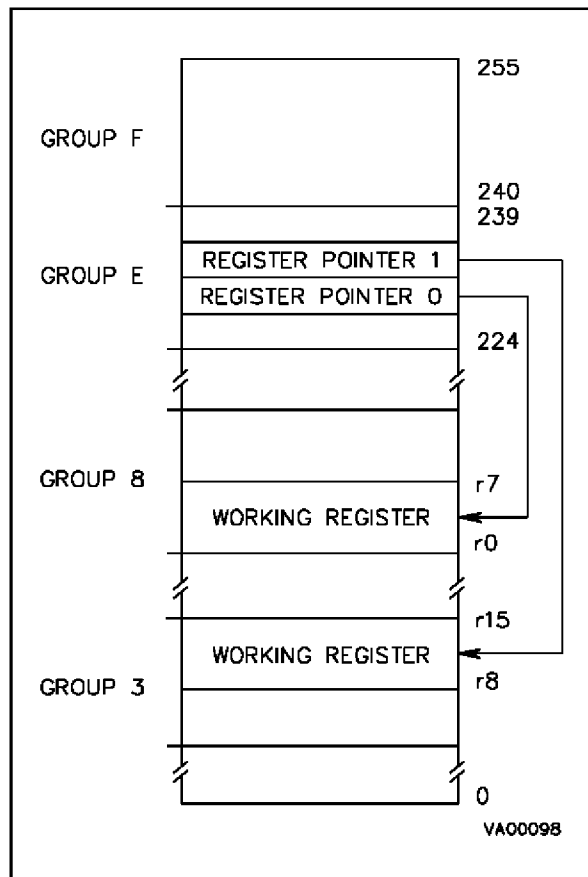 255
GROUP F
240
239
REGISTER POINTER 1
GROUP E
REGISTER POINTER 0
224
GROUP 8
r7
WORKING REGISTER
r0
r15
WORKING REGISTER
GROUP 3
r8
0
VA00098